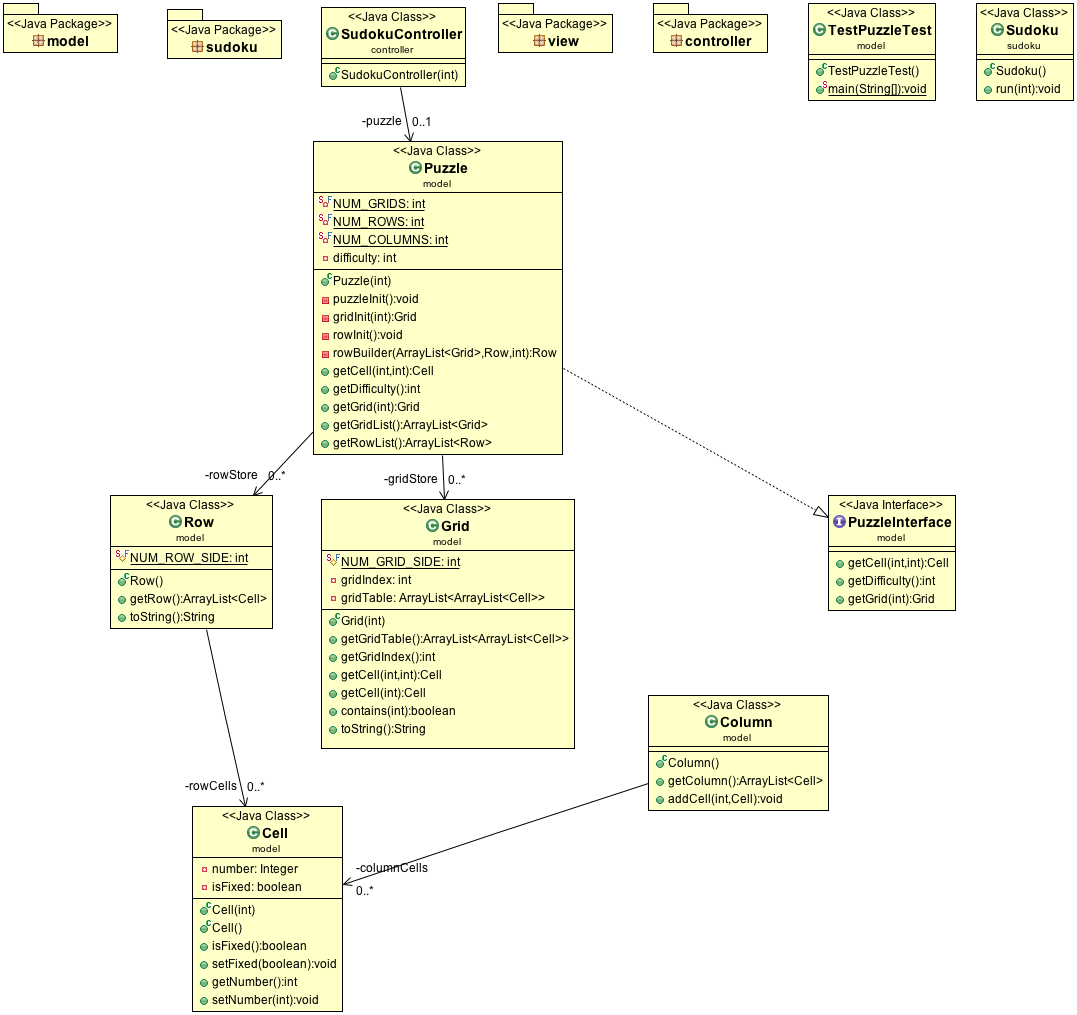 <<Java Package>>
model
<<Java Package>>
sudoku
<<Java Class>>
SudokuController
controller
SudokuController(int)
<<Java Package>>
view
<<Java Package>>
controller
<<Java Class>>
TestPuzzleTest
model
TestPuzzleTest()
main(String[]):void
<<Java Class>>
Sudoku
sudoku
Sudoku()
run(int):void
-puzzle 0..1
<<Java Class>>
Puzzle
model
NUM_GRIDS: int
NUM_ROWS: int
NUM_COLUMNS: int
difficulty: int
Puzzle(int)
puzzleInit():void
gridInit(int):Grid
rowInit():void
rowBuilder(ArrayList<Grid>,Row,int):Row
getCell(int,int):Cell
getDifficulty():int
getGrid(int):Grid
getGridList():ArrayList<Grid>
getRowList():ArrayList<Row>
-rowStore 0..*
-gridStore 0..*
<<Java Class>>
Row
model
NUM_ROW_SIDE: int
Row()
getRow():ArrayList<Cell>
toString():String
<<Java Class>>
Grid
model
NUM_GRID_SIDE: int
gridIndex: int
gridTable: ArrayList<ArrayList<Cell>>
Grid(int)
getGridTable():ArrayList<ArrayList<Cell>>
getGridIndex():int
getCell(int,int):Cell
getCell(int):Cell
contains(int):boolean
toString():String
<<Java Interface>>
PuzzleInterface
model
getCell(int,int):Cell
getDifficulty():int
getGrid(int):Grid
<<Java Class>>
Column
model
Column()
getColumn():ArrayList<Cell>
addCell(int,Cell):void
-rowCells 0..*
-columnCells
0..*
<<Java Class>>
Cell
model
number: Integer
isFixed: boolean
Cell(int)
Cell()
isFixed():boolean
setFixed(boolean):void
getNumber():int
setNumber(int):void